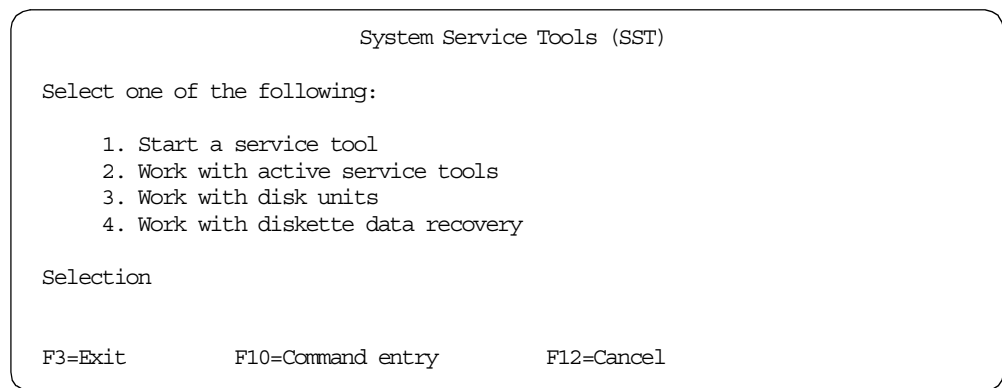 System Service Tools (SST)
Select one of the following:
1. Start a service tool
2. Work with active service tools
3. Work with disk units
4. Work with diskette data recovery
Selection
F3=Exit F10=Command entry F12=Cancel